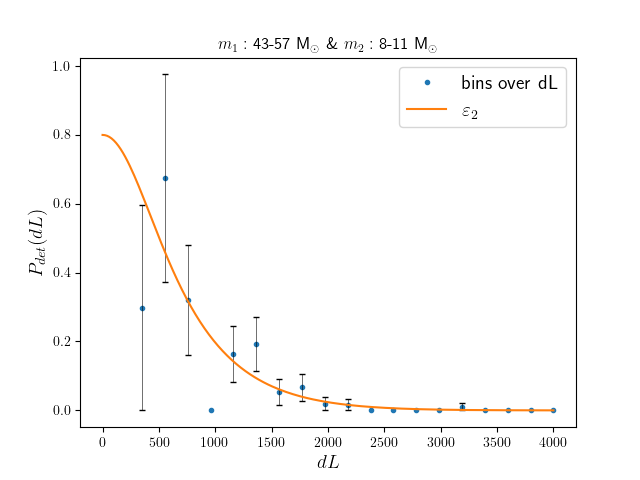 m₁ : 43-57 M⊙ & m₂ : 8-11 M⊙
1.0
0.8
0.6
0.4
0.2
0.0
P_det(dL)
bins over dL
ε₂
0 500 1000 1500 2000 2500 3000 3500 4000
dL